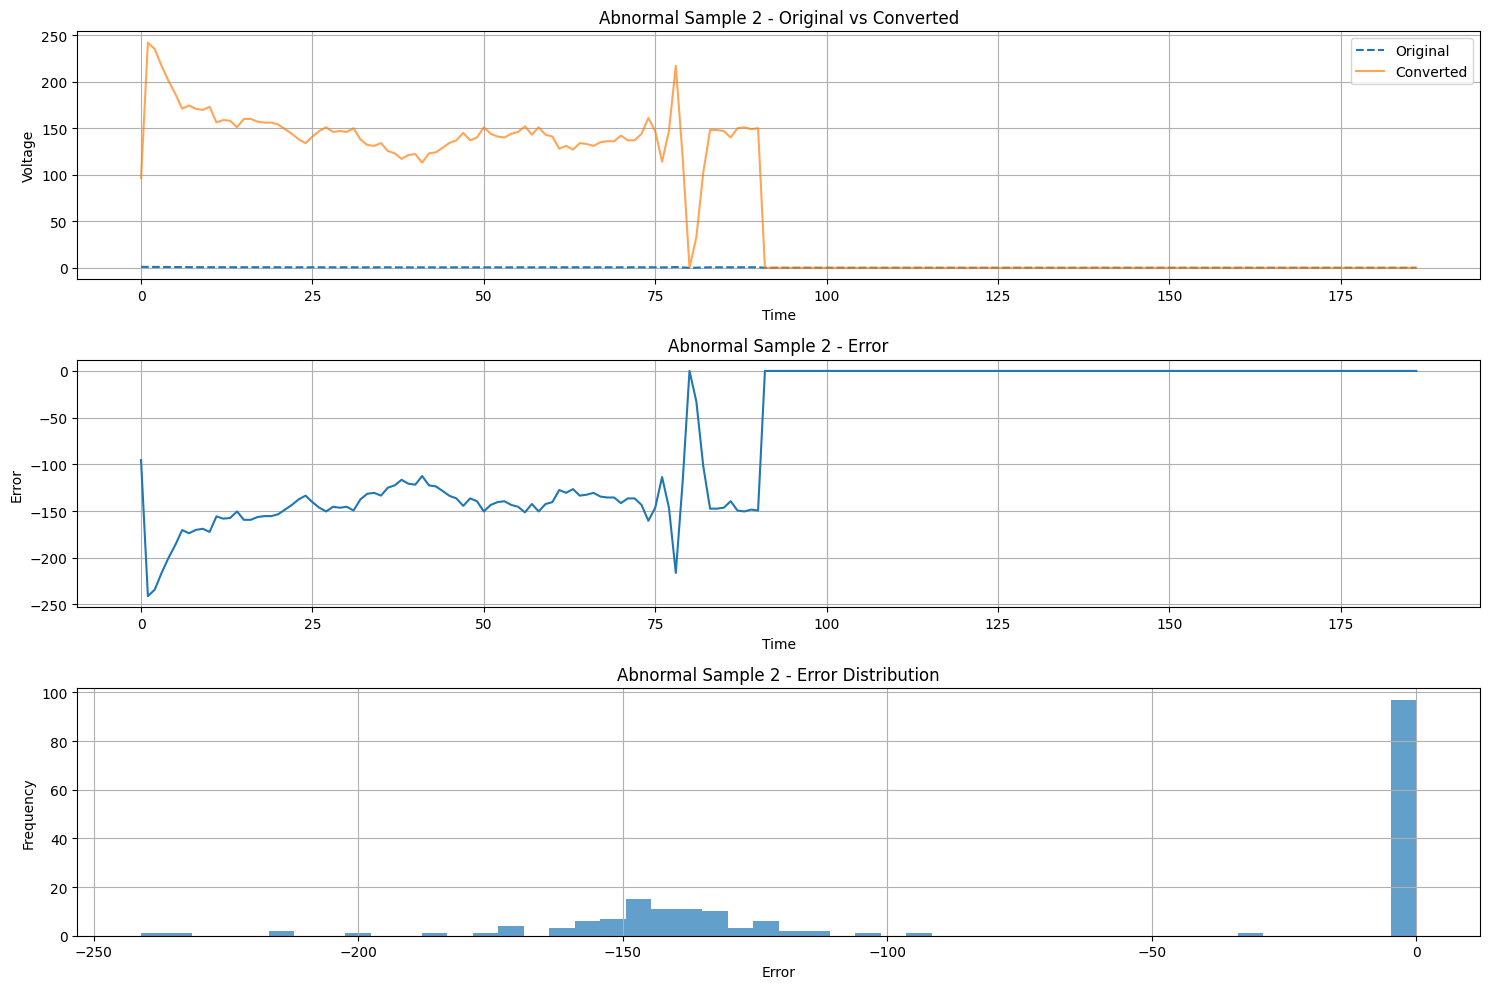 Abnormal Sample 2 - Original vs Converted
Voltage
250
200
150
100
50
0
Original
Converted
0 25 50 75 100 125 150 175
Time
Abnormal Sample 2 - Error
Error
0
−50
−100
−150
−200
−250
0 25 50 75 100 125 150 175
Time
Abnormal Sample 2 - Error Distribution
Frequency
100
80
60
40
20
0
−250 −200 −150 −100 −50 0
Error